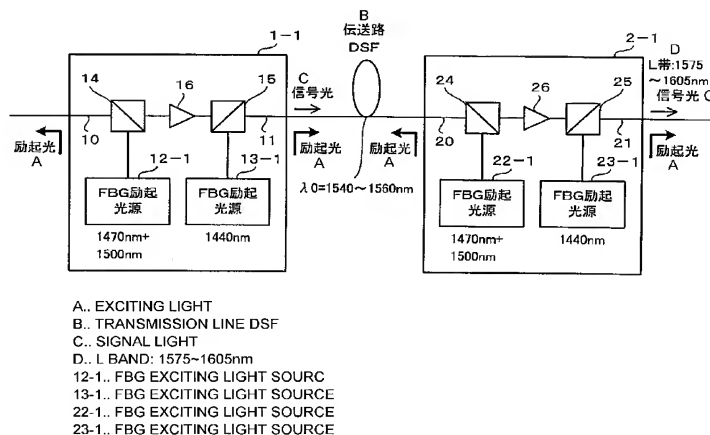 B
伝送路
DSF
1-1
2-1
D
L帯:1575
～1605nm
信号光 C
14
16
15
C
信号光
24
26
25
10
11
20
21
励起光
A
励起光
A
励起光
A
励起光
A
12-1
13-1
λ0=1540～1560nm
22-1
23-1
FBG励起
光源
FBG励起
光源
FBG励起
光源
FBG励起
光源
1470nm+
1500nm
1440nm
1470nm+
1500nm
1440nm
A.. EXCITING LIGHT
B.. TRANSMISSION LINE DSF
C.. SIGNAL LIGHT
D.. L BAND: 1575~1605nm
12-1.. FBG EXCITING LIGHT SOURC
13-1.. FBG EXCITING LIGHT SOURCE
22-1.. FBG EXCITING LIGHT SOURCE
23-1.. FBG EXCITING LIGHT SOURCE